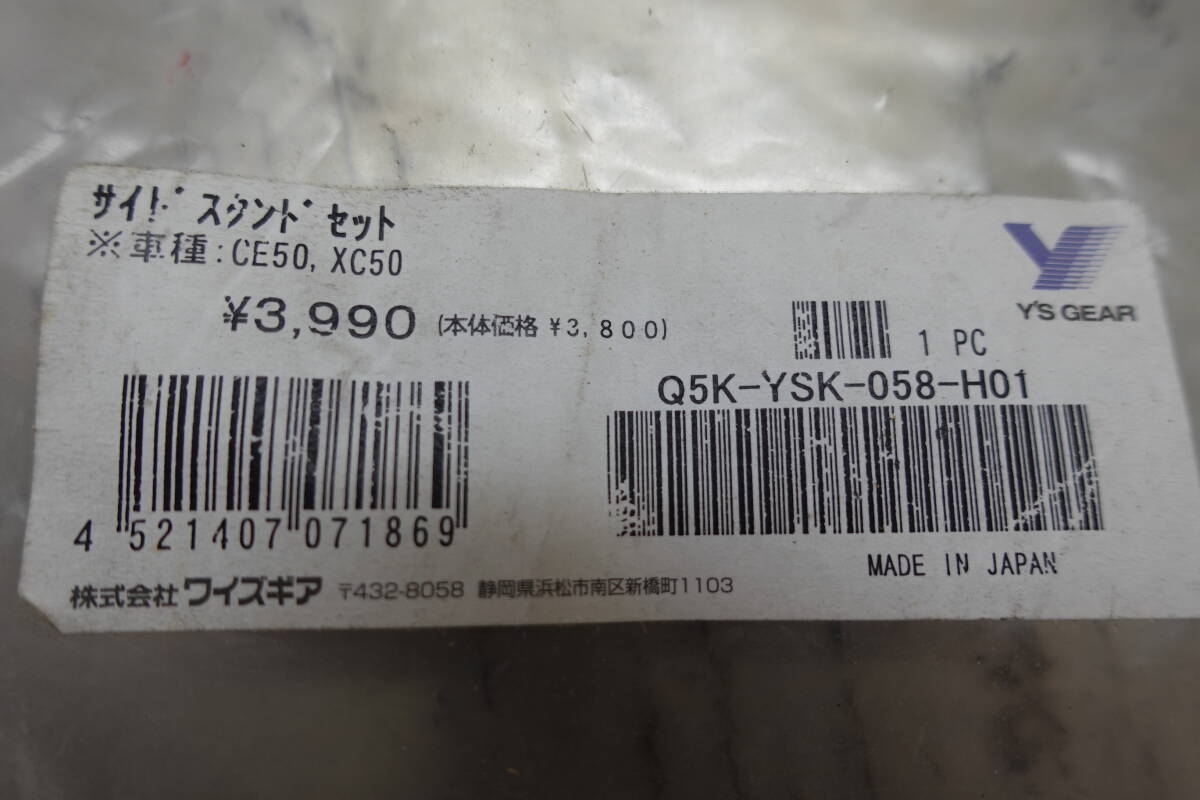 サイドスタンドセット
※車種:CE50, XC50
¥3,990 (本体価格 ¥3,800)
Y'S GEAR
1 PC
Q5K-YSK-058-H01
4 521407 071869
MADE IN JAPAN
株式会社 ワイズギア 〒432-8058 静岡県浜松市南区新橋町1103